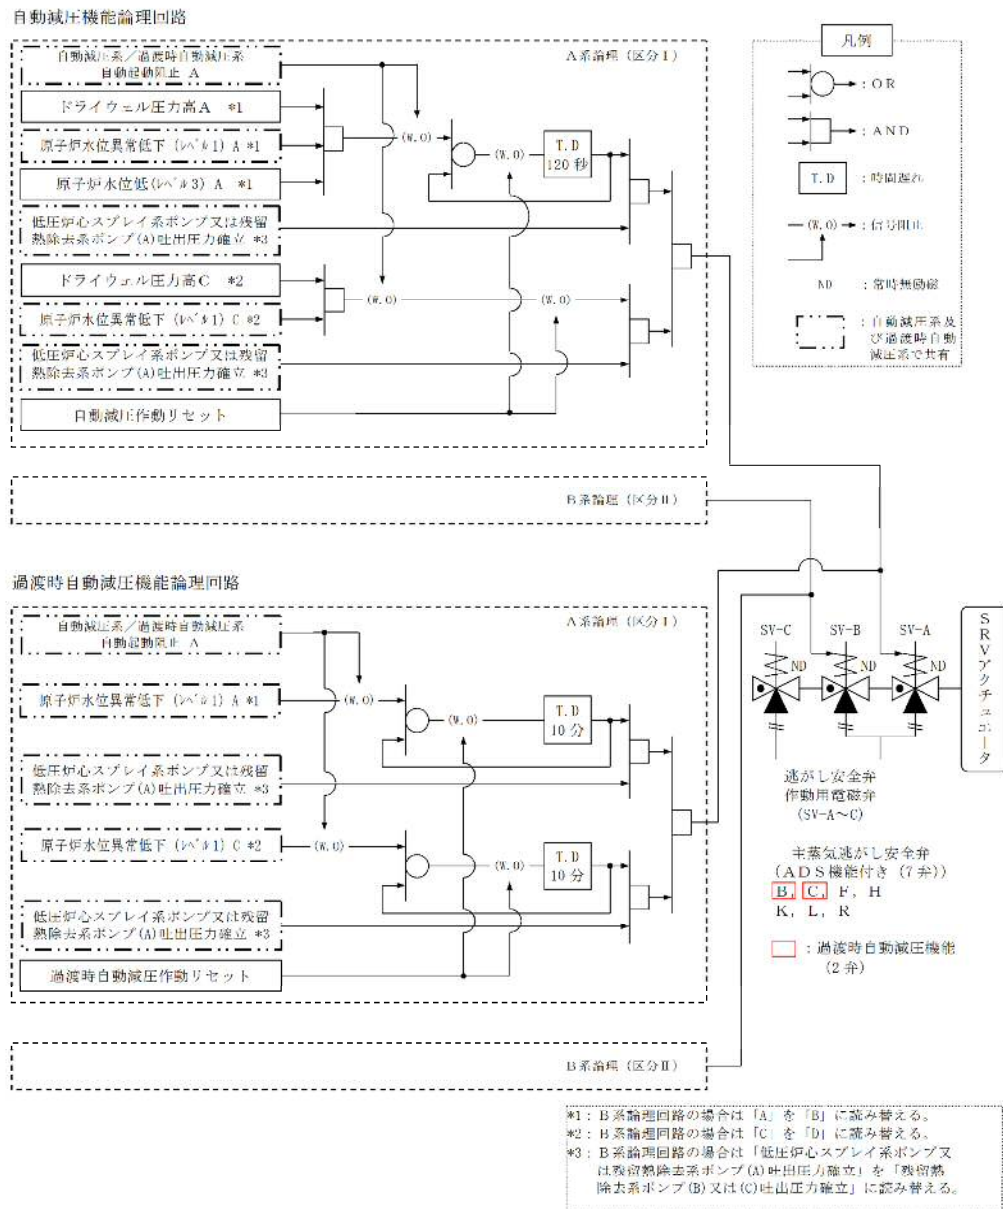 自動減圧機能論理回路
A系論理（区分Ⅰ）
自動減圧系／過渡時自動減圧系
自動起動阻止 A
ドライウェル圧力高A *1
原子炉水位異常低下（ﾚﾍﾞﾙ1）A *1
原子炉水位低(ﾚﾍﾞﾙ3) A *1
低圧炉心スプレイ系ポンプ又は残留
熱除去系ポンプ(A)吐出圧力確立 *3
ドライウェル圧力高C *2
原子炉水位異常低下（ﾚﾍﾞﾙ1）C *2
低圧炉心スプレイ系ポンプ又は残留
熱除去系ポンプ(A)吐出圧力確立 *3
自動減圧作動リセット
(W.O)
(W.O)
T.D
120秒
(W.O)
(W.O)
凡例
：OR
：AND
T.D ：時間遅れ
(W.O) ：信号阻止
ND ：常時無励磁
：自動減圧系及
び過渡時自動
減圧系で共有
B系論理（区分Ⅱ）
過渡時自動減圧機能論理回路
A系論理（区分Ⅰ）
自動減圧系／過渡時自動減圧系
自動起動阻止 A
原子炉水位異常低下（ﾚﾍﾞﾙ1）A *1
低圧炉心スプレイ系ポンプ又は残留
熱除去系ポンプ(A)吐出圧力確立 *3
原子炉水位異常低下（ﾚﾍﾞﾙ1）C *2
低圧炉心スプレイ系ポンプ又は残留
熱除去系ポンプ(A)吐出圧力確立 *3
過渡時自動減圧作動リセット
(W.O)
(W.O)
T.D
10分
(W.O)
(W.O)
T.D
10分
B系論理（区分Ⅱ）
SV-C SV-B SV-A
ND ND ND
SRVアクチュエータ
逃がし安全弁
作動用電磁弁
(SV-A～C)
主蒸気逃がし安全弁
（ADS機能付き（7弁））
B, C, F, H
K, L, R
：過渡時自動減圧機能
（2弁）
*1：B系論理回路の場合は「A」を「B」に読み替える。
*2：B系論理回路の場合は「C」を「D」に読み替える。
*3：B系論理回路の場合は「低圧炉心スプレイ系ポンプ又
は残留熱除去系ポンプ(A)吐出圧力確立」を「残留熱
除去系ポンプ(B)又は(C)吐出圧力確立」に読み替える。